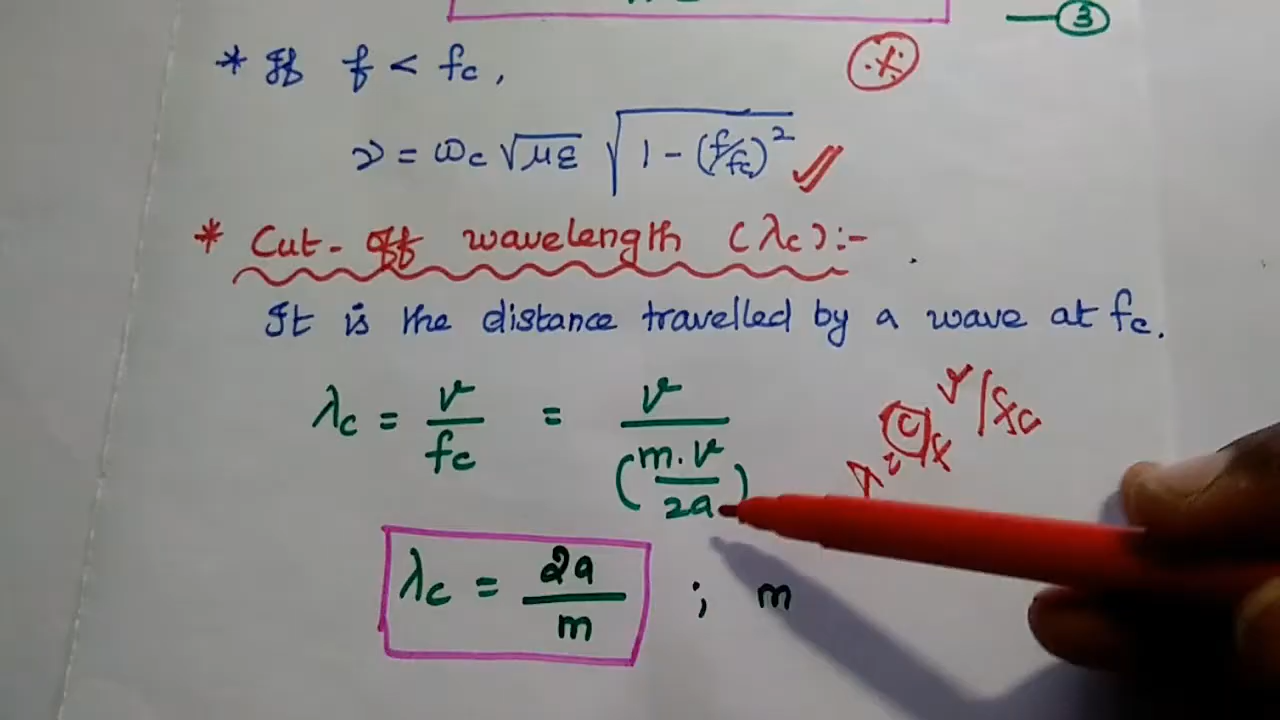 ③
* If f < fc,
ν = ωc √με √1 - (f/fc)²
* Cut-off wavelength (λc):-
It is the distance travelled by a wave at fc.
λc = v/fc = v/(m.v/2a)
λ = c/f v/fc
λc = 2a/m ; m